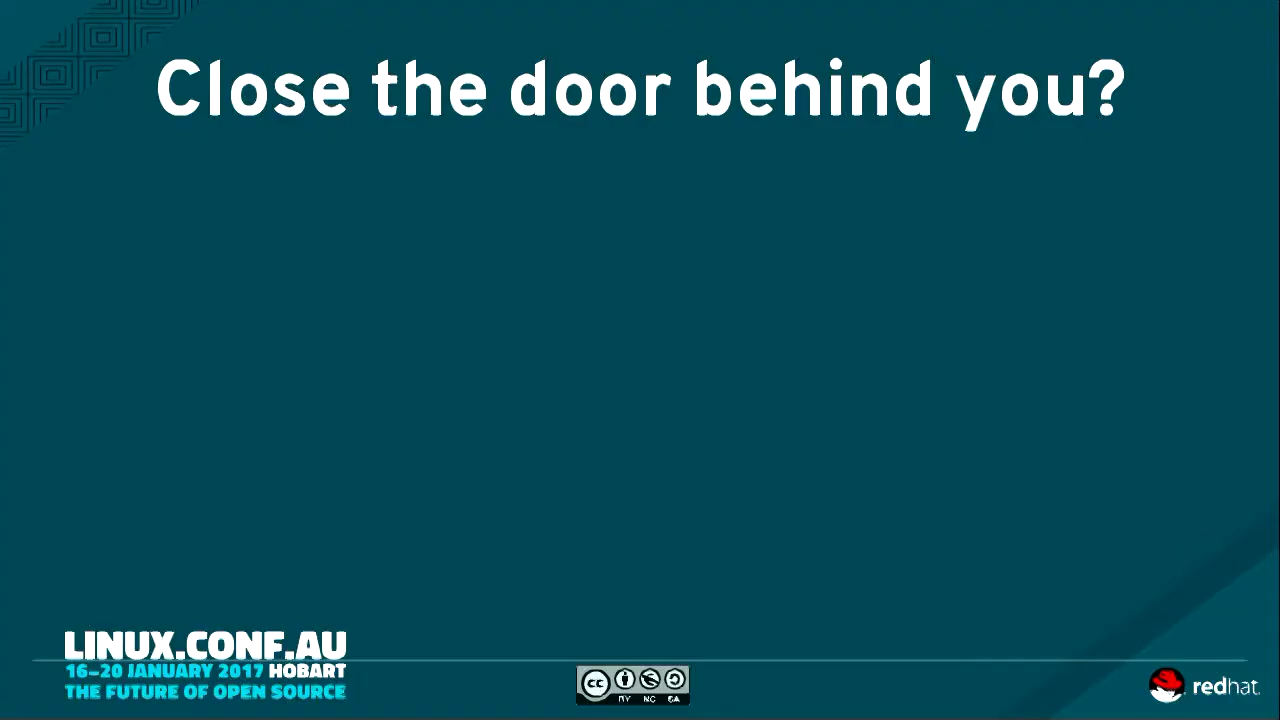 Close the door behind you?
LINUX.CONF.AU
16–20 JANUARY 2017 HOBART
THE FUTURE OF OPEN SOURCE
cc
BY NC SA
redhat.